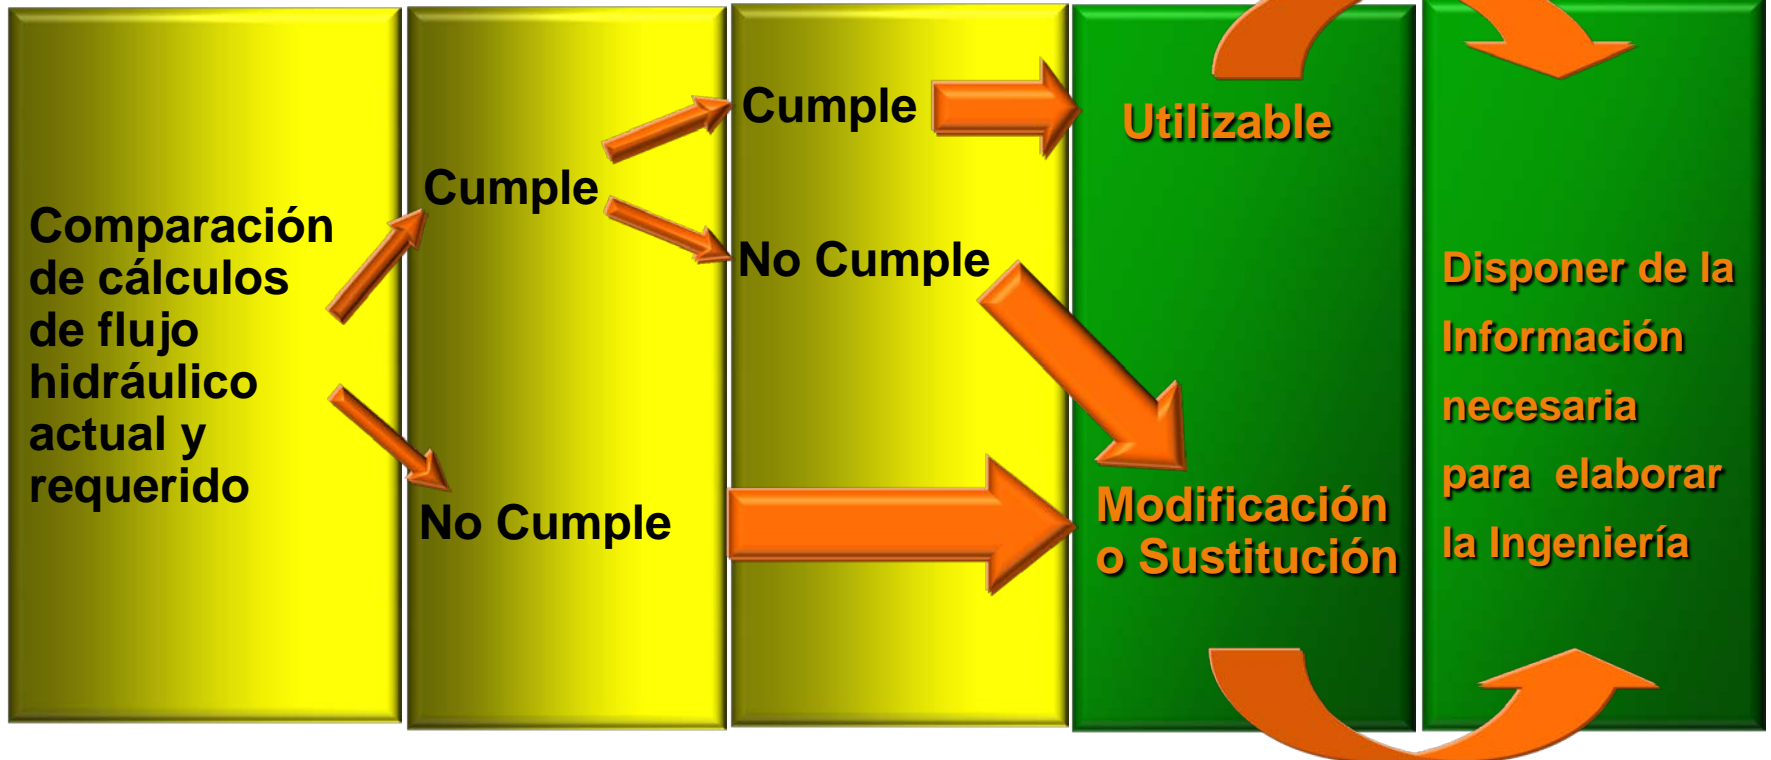 Comparación
de cálculos
de flujo
hidráulico
actual y
requerido
Cumple
No Cumple
Cumple
No Cumple
Utilizable
Modificación
o Sustitución
Disponer de la
Información
necesaria
para elaborar
la Ingeniería